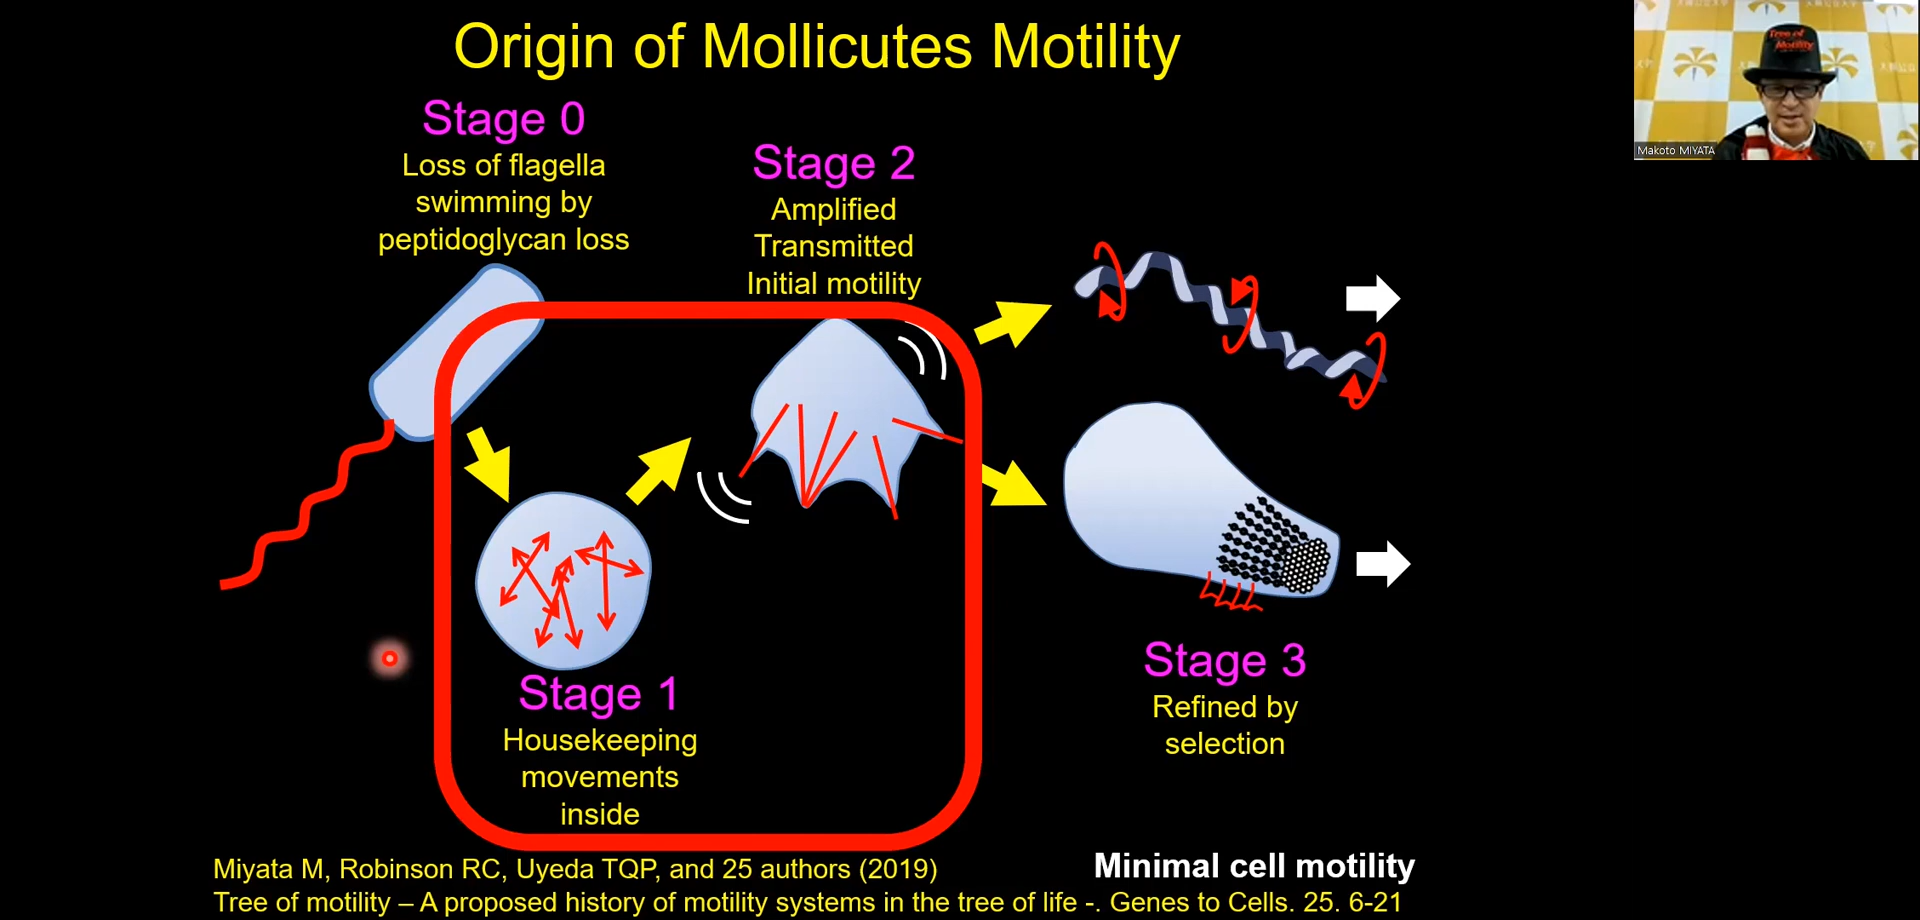 Origin of Mollicutes Motility
Stage 0
Loss of flagella
swimming by
peptidoglycan loss
Stage 2
Amplified
Transmitted
Initial motility
Stage 1
Housekeeping
movements
inside
Stage 3
Refined by
selection
Minimal cell motility
Miyata M, Robinson RC, Uyeda TQP, and 25 authors (2019)
Tree of motility – A proposed history of motility systems in the tree of life -. Genes to Cells. 25. 6-21
Tree of
Motility
Makoto MIYATA